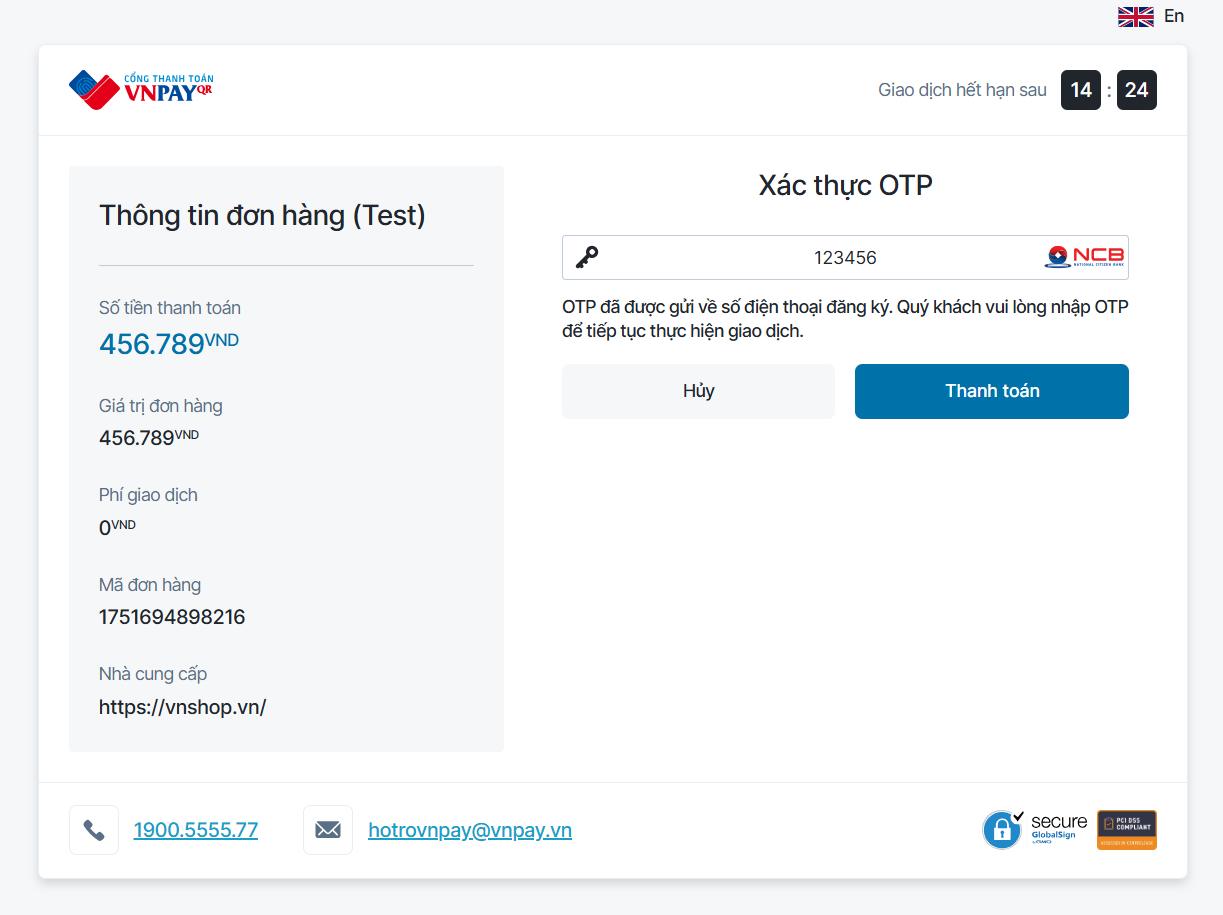 En
CỔNG THANH TOÁN
VNPAYQR
Giao dịch hết hạn sau 14 : 24
Thông tin đơn hàng (Test)
Số tiền thanh toán
456.789VND
Giá trị đơn hàng
456.789VND
Phí giao dịch
0VND
Mã đơn hàng
1751694898216
Nhà cung cấp
https://vnshop.vn/
Xác thực OTP
123456
NCB
NATIONAL CITIZEN BANK
OTP đã được gửi về số điện thoại đăng ký. Quý khách vui lòng nhập OTP
để tiếp tục thực hiện giao dịch.
Hủy
Thanh toán
1900.5555.77
hotrovnpay@vnpay.vn
secure
GlobalSign
PCI DSS
COMPLIANT